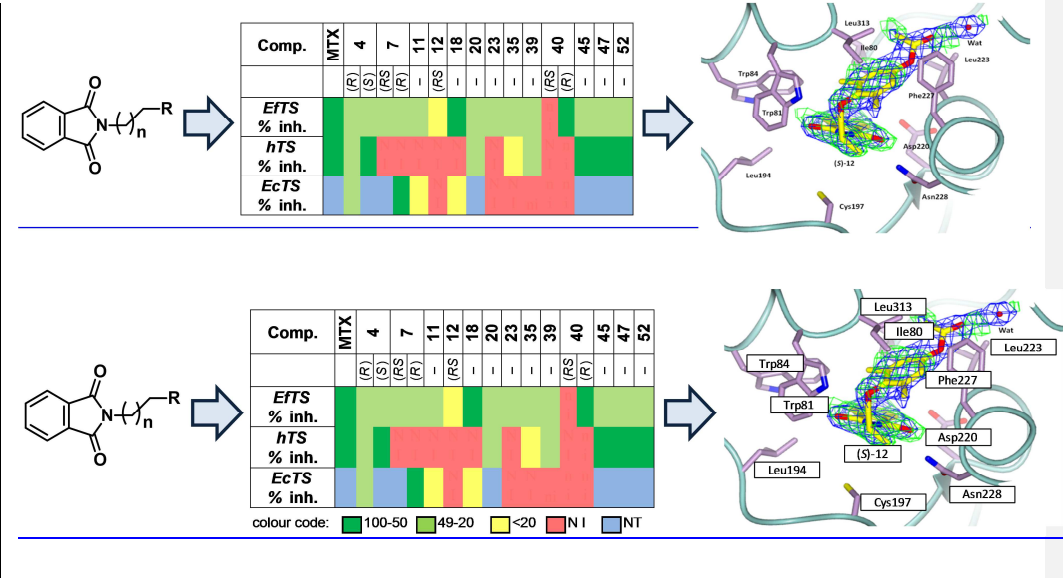 Comp. MTX 4 7 11 12 18 20 23 35 39 40 45 47 52
(R) (S) (RS (R) – (RS – – – – – (RS (R) – – –
EfTS
% inh.
hTS
% inh.
EcTS
% inh.
O
N
O
( )n
R
Leu313
Ile80
Wat
Leu223
Trp84
Phe227
Trp81
Asp220
(S)-12
Leu194
Asn228
Cys197
Comp. MTX 4 7 11 12 18 20 23 35 39 40 45 47 52
(R) (S) (RS (R) – (RS – – – – – (RS (R) – – –
EfTS
% inh.
hTS
% inh.
EcTS
% inh.
colour code: 100-50 49-20 <20 N I NT
O
N
O
( )n
R
Leu313
Ile80
Wat
Leu223
Trp84
Phe227
Trp81
Asp220
(S)-12
Leu194
Asn228
Cys197